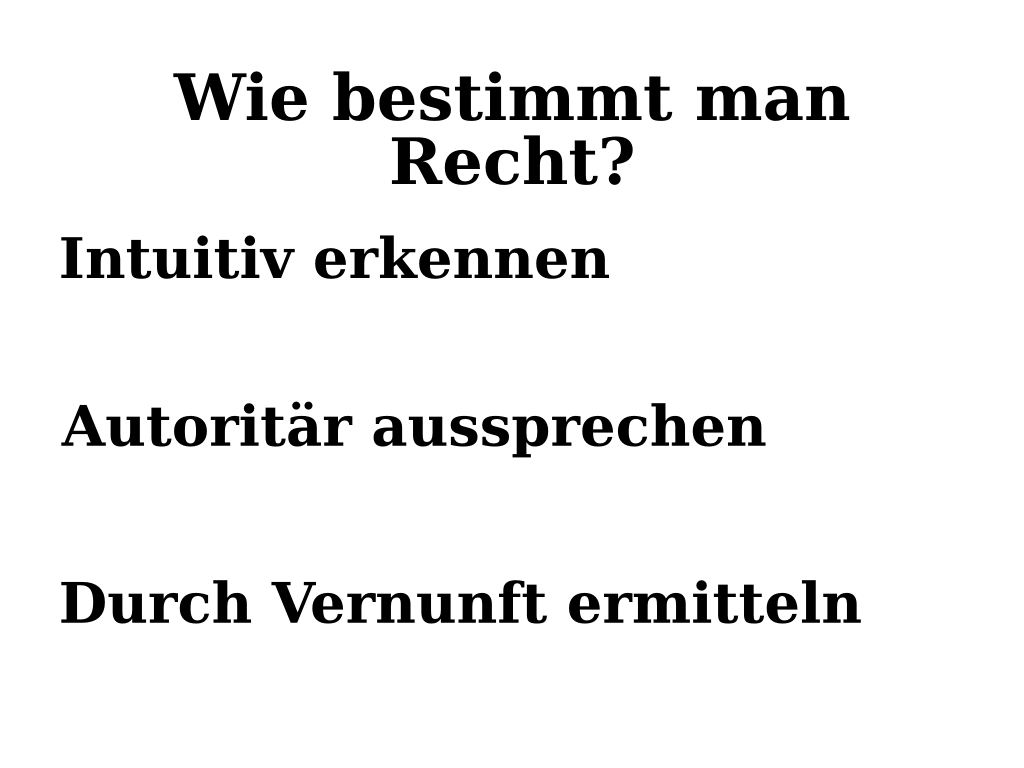 Wie bestimmt man
Recht?
Intuitiv erkennen
Autoritär aussprechen
Durch Vernunft ermitteln